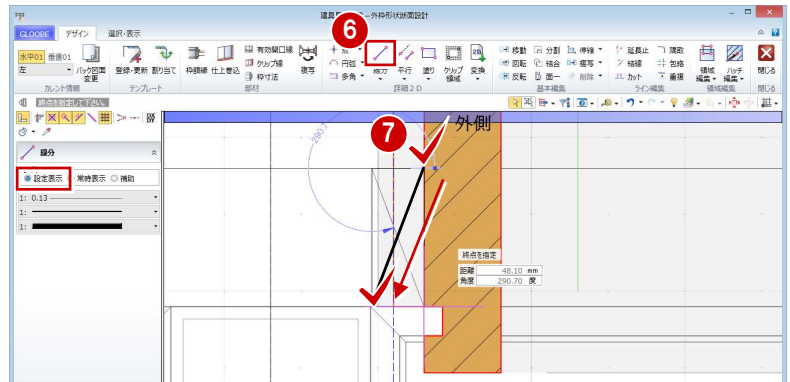 外枠形状断面設計
GLOOBE デザイン 選択・表示
6
水平01 垂直01
左
バック図面 変更
登録・更新 割り当て
枠額縁 仕上巻込
有効開口線
クリップ線
枠寸法
複写
円弧
多角
線分
平行
塗り
クリップ 領域
変換
移動 分割 伸縮
回転 結合 複写
反転 面一 削除
延長止 隅取
結線 包絡
カット 重複
領域 編集
ハッチ 編集
閉じる
カレント情報 テンプレート 部材 詳細2D 基本編集 ライン編集 領域編集 閉じる
終点を指定して下さい。
線分
設定表示 常時表示 補助
1: 0.13
1:
1:
290.7
7
外側
終点を指定
距離 48.10 mm
角度 290.70 度